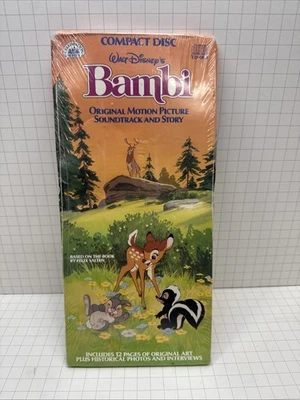 COMPACT DISC
WALT DISNEY'S
Bambi
ORIGINAL MOTION PICTURE
SOUNDTRACK AND STORY
BASED ON THE BOOK
BY FELIX SALTEN
INCLUDES 12 PAGES OF ORIGINAL ART
PLUS HISTORICAL PHOTOS AND INTERVIEWS